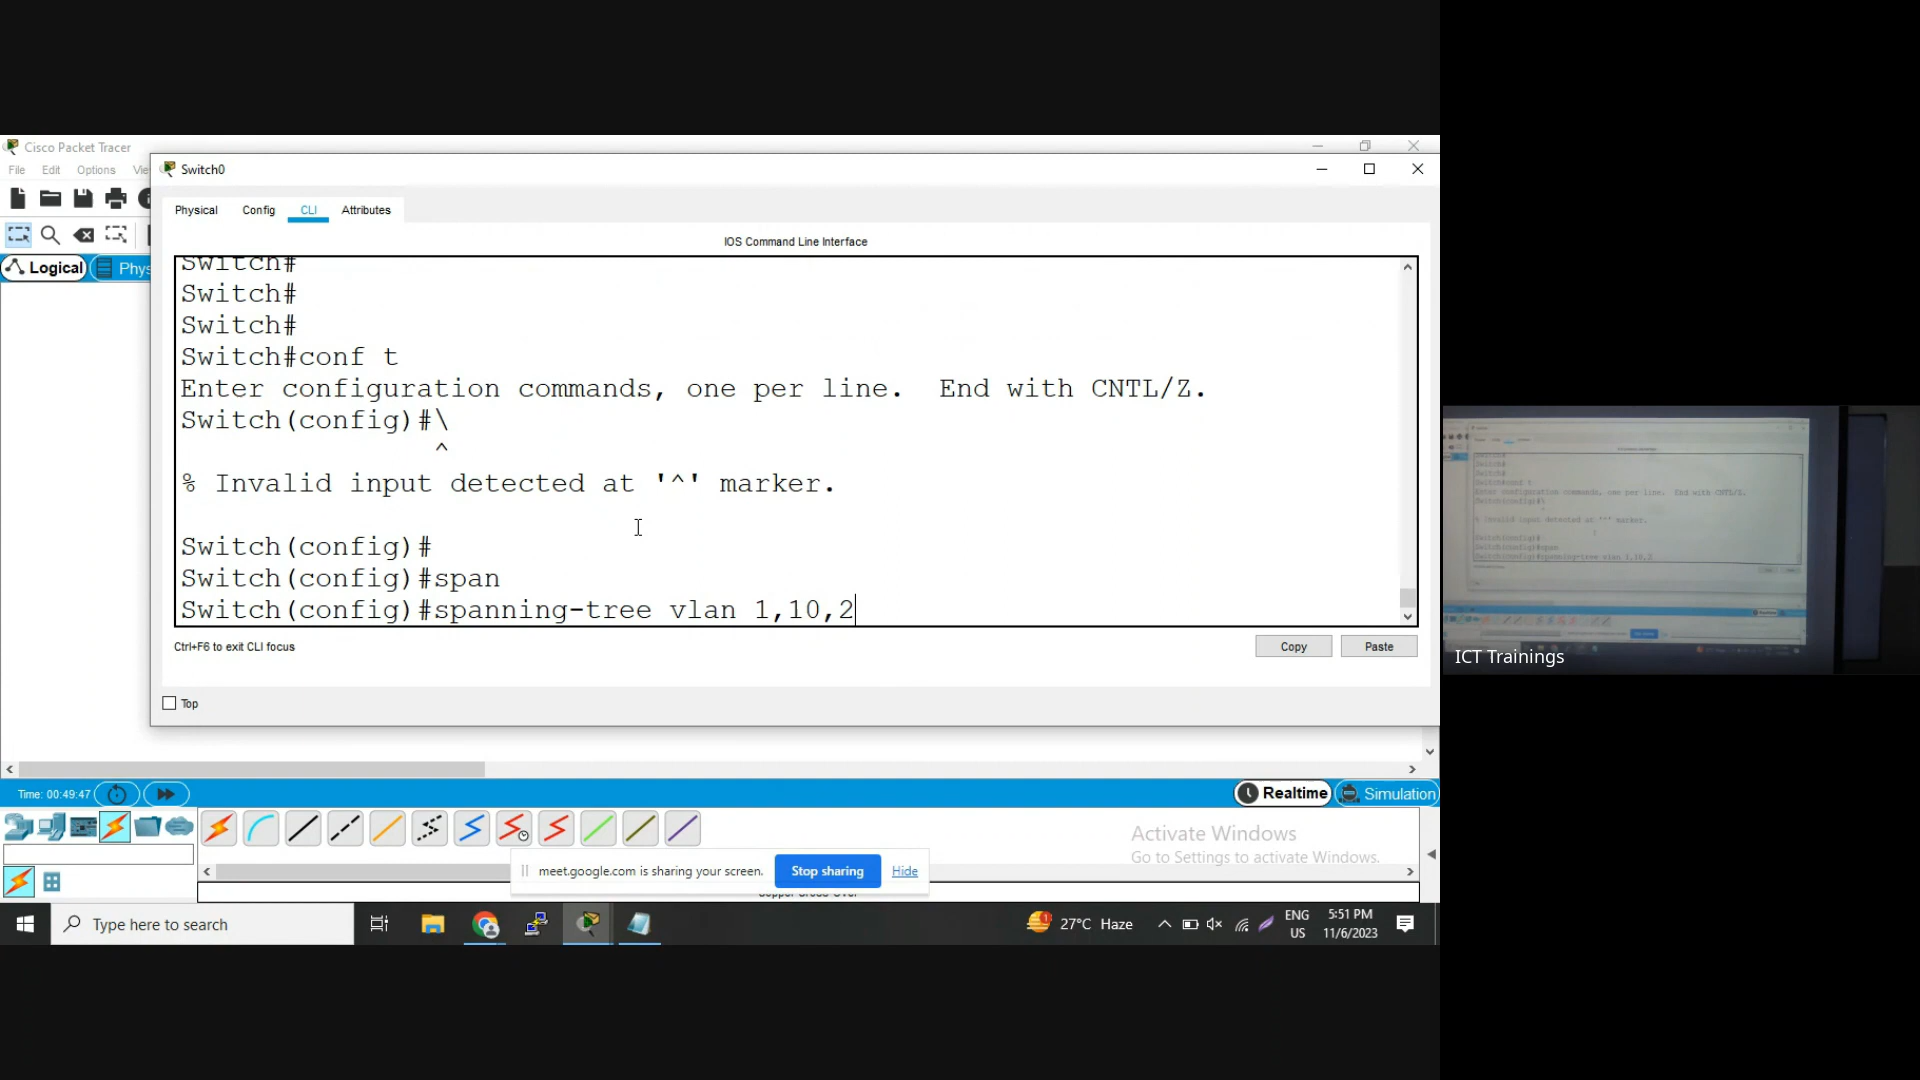 Cisco Packet Tracer
File Edit Options
Switch0
Physical Config CLI Attributes
IOS Command Line Interface
Logical
Switch#
Switch#
Switch#
Switch#conf t
Enter configuration commands, one per line.  End with CNTL/Z.
Switch(config)#\
^
% Invalid input detected at '^' marker.
Switch(config)#
Switch(config)#span
Switch(config)#spanning-tree vlan 1,10,2
Ctrl+F6 to exit CLI focus
Copy Paste
Top
ICT Trainings
Time: 00:49:47
Realtime Simulation
Activate Windows
Go to Settings to activate Windows.
meet.google.com is sharing your screen. Stop sharing Hide
Type here to search
27°C Haze
ENG
US
5:51 PM
11/6/2023